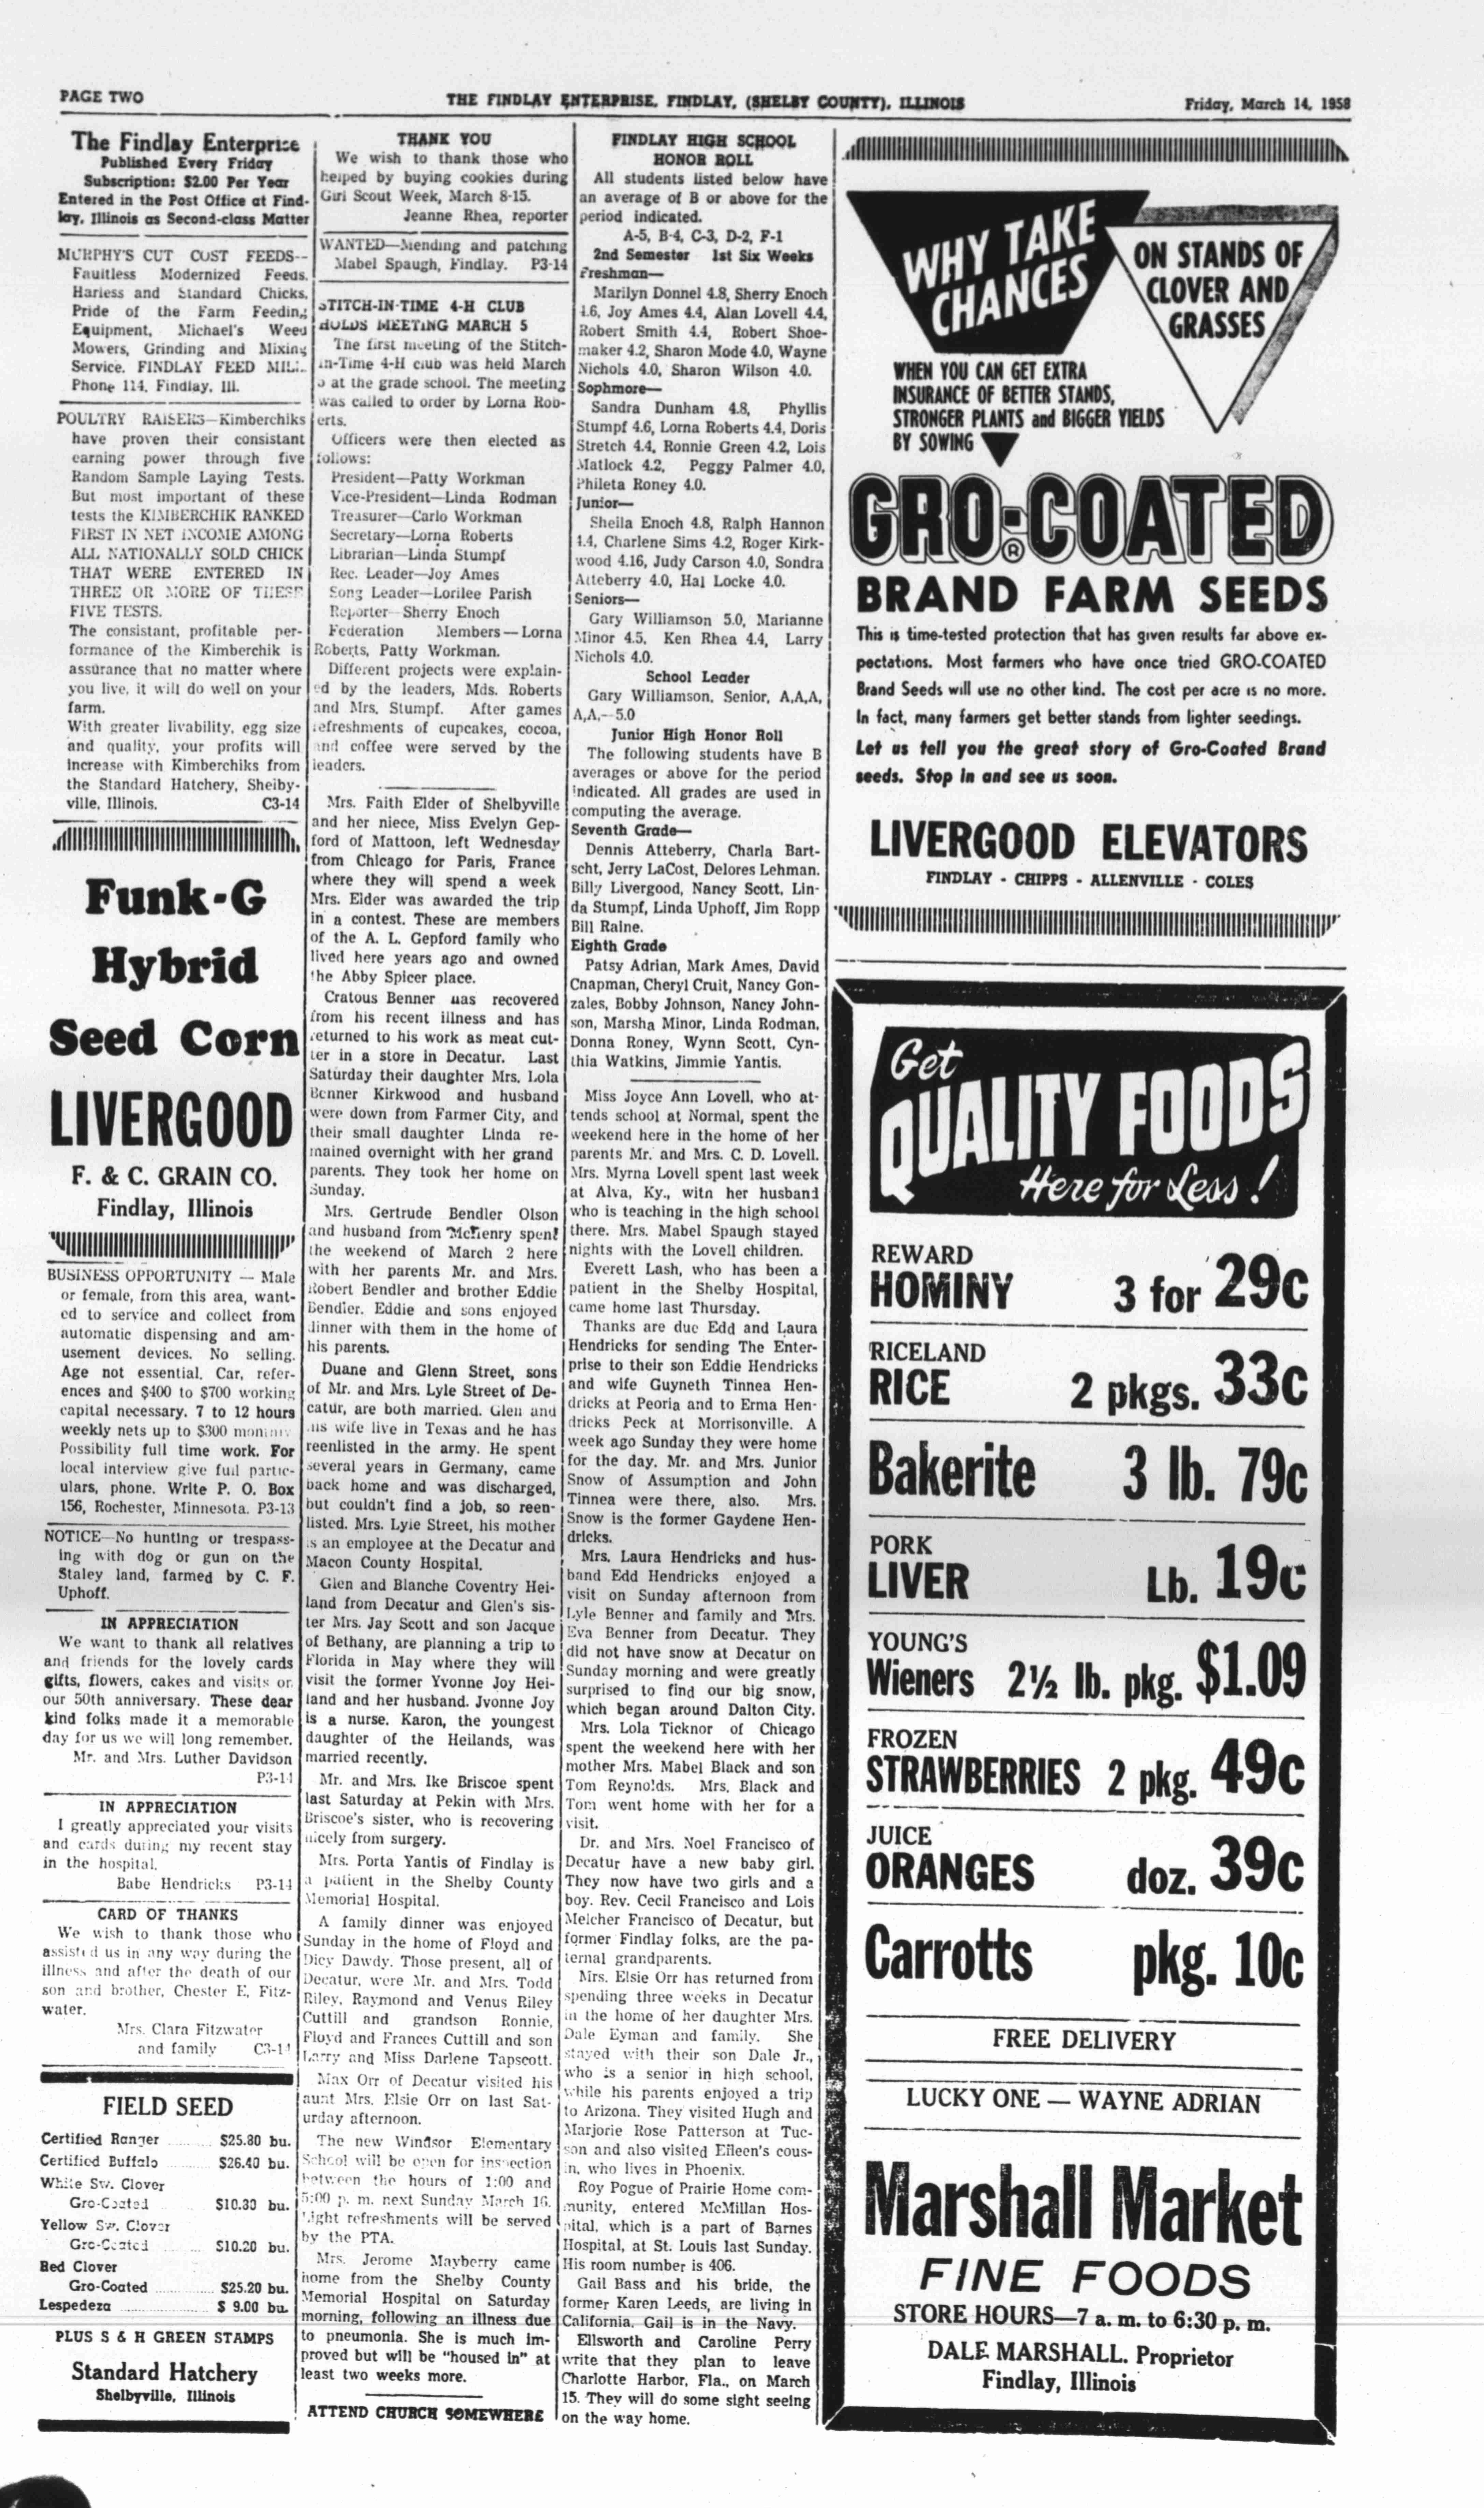 PAGE TWO
THE FINDLAY ENTERPRISE, FINDLAY, (SHELBY COUNTY), ILLINOIS
Friday, March 14, 1958
The Findlay Enterprise
Published Every Friday
Subscription: $2.00 Per Year
Entered in the Post Office at Find-
lay, Illinois as Second-class Matter
MURPHY'S CUT COST FEEDS--
Faultless Modernized Feeds.
Harless and Standard Chicks.
Pride of the Farm Feeding
Equipment, Michael's Weed
Mowers, Grinding and Mixing
Service. FINDLAY FEED MILL.
Phone 114, Findlay, Ill.
POULTRY RAISERS—Kimberchiks
have proven their consistant
earning power through five
Random Sample Laying Tests.
But most important of these
tests the KIMBERCHIK RANKED
FIRST IN NET INCOME AMONG
ALL NATIONALLY SOLD CHICK
THAT WERE ENTERED IN
THREE OR MORE OF THESE
FIVE TESTS.
The consistant, profitable per-
formance of the Kimberchik is
assurance that no matter where
you live, it will do well on your
farm.
With greater livability, egg size
and quality, your profits will
increase with Kimberchiks from
the Standard Hatchery, Shelby-
ville, Illinois. C3-14
Funk-G
Hybrid
Seed Corn
LIVERGOOD
F. & C. GRAIN CO.
Findlay, Illinois
BUSINESS OPPORTUNITY — Male
or female, from this area, want-
ed to service and collect from
automatic dispensing and am-
usement devices. No selling.
Age not essential. Car, refer-
ences and $400 to $700 working
capital necessary. 7 to 12 hours
weekly nets up to $300 monthly
Possibility full time work. For
local interview give full partic-
ulars, phone. Write P. O. Box
156, Rochester, Minnesota. P3-13
NOTICE—No hunting or trespass-
ing with dog or gun on the
Staley land, farmed by C. F.
Uphoff.
IN APPRECIATION
We want to thank all relatives
and friends for the lovely cards
gifts, flowers, cakes and visits on
our 50th anniversary. These dear
kind folks made it a memorable
day for us we will long remember.
Mr. and Mrs. Luther Davidson
P3-14
IN APPRECIATION
I greatly appreciated your visits
and cards during my recent stay
in the hospital.
Babe Hendricks P3-14
CARD OF THANKS
We wish to thank those who
assisted us in any way during the
illness and after the death of our
son and brother, Chester E. Fitz-
water.
Mrs. Clara Fitzwater
and family C3-14
FIELD SEED
Certified Ranger $25.80 bu.
Certified Buffalo $26.40 bu.
White Sw. Clover
Gro-Coated $10.30 bu.
Yellow Sw. Clover
Gro-Coated $10.20 bu.
Red Clover
Gro-Coated $25.20 bu.
Lespedeza $ 9.00 bu.
PLUS S & H GREEN STAMPS
Standard Hatchery
Shelbyville, Illinois
THANK YOU
We wish to thank those who
helped by buying cookies during
Girl Scout Week, March 8-15.
Jeanne Rhea, reporter
WANTED—Mending and patching
Mabel Spaugh, Findlay. P3-14
STITCH-IN-TIME 4-H CLUB
HOLDS MEETING MARCH 5
The first meeting of the Stitch-
in-Time 4-H club was held March
5 at the grade school. The meeting
was called to order by Lorna Rob-
erts.
Officers were then elected as
follows:
President—Patty Workman
Vice-President—Linda Rodman
Treasurer—Carlo Workman
Secretary—Lorna Roberts
Librarian—Linda Stumpf
Rec. Leader—Joy Ames
Song Leader—Lorilee Parish
Reporter—Sherry Enoch
Federation Members—Lorna
Roberts, Patty Workman.
Different projects were explain-
ed by the leaders, Mds. Roberts
and Mrs. Stumpf. After games
refreshments of cupcakes, cocoa,
and coffee were served by the
leaders.
Mrs. Faith Elder of Shelbyville
and her niece, Miss Evelyn Gep-
ford of Mattoon, left Wednesday
from Chicago for Paris, France
where they will spend a week
Mrs. Elder was awarded the trip
in a contest. These are members
of the A. L. Gepford family who
lived here years ago and owned
the Abby Spicer place.
Cratous Benner has recovered
from his recent illness and has
returned to his work as meat cut-
ter in a store in Decatur. Last
Saturday their daughter Mrs. Lola
Benner Kirkwood and husband
were down from Farmer City, and
their small daughter Linda re-
mained overnight with her grand
parents. They took her home on
Sunday.
Mrs. Gertrude Bendler Olson
and husband from McHenry spent
the weekend of March 2 here
with her parents Mr. and Mrs.
Robert Bendler and brother Eddie
Bendler. Eddie and sons enjoyed
dinner with them in the home of
his parents.
Duane and Glenn Street, sons
of Mr. and Mrs. Lyle Street of De-
catur, are both married. Glen and
his wife live in Texas and he has
reenlisted in the army. He spent
several years in Germany, came
back home and was discharged,
but couldn't find a job, so reen-
listed. Mrs. Lyle Street, his mother
is an employee at the Decatur and
Macon County Hospital.
Glen and Blanche Coventry Hei-
land from Decatur and Glen's sis-
ter Mrs. Jay Scott and son Jacque
of Bethany, are planning a trip to
Florida in May where they will
visit the former Yvonne Joy Hei-
land and her husband. Jvonne Joy
is a nurse. Karon, the youngest
daughter of the Heilands, was
married recently.
Mr. and Mrs. Ike Briscoe spent
last Saturday at Pekin with Mrs.
Briscoe's sister, who is recovering
nicely from surgery.
Mrs. Porta Yantis of Findlay is
a patient in the Shelby County
Memorial Hospital.
A family dinner was enjoyed
Sunday in the home of Floyd and
Dicy Dawdy. Those present, all of
Decatur, were Mr. and Mrs. Todd
Riley, Raymond and Venus Riley
Cuttill and grandson Ronnie,
Floyd and Frances Cuttill and son
Larry and Miss Darlene Tapscott.
Max Orr of Decatur visited his
aunt Mrs. Elsie Orr on last Sat-
urday afternoon.
The new Windsor Elementary
School will be open for inspection
between the hours of 1:00 and
5:00 p. m. next Sunday March 16.
Light refreshments will be served
by the PTA.
Mrs. Jerome Mayberry came
home from the Shelby County
Memorial Hospital on Saturday
morning, following an illness due
to pneumonia. She is much im-
proved but will be "housed in" at
least two weeks more.
ATTEND CHURCH SOMEWHERE
FINDLAY HIGH SCHOOL
HONOR ROLL
All students listed below have
an average of B or above for the
period indicated.
A-5, B-4, C-3, D-2, F-1
2nd Semester 1st Six Weeks
Freshman—
Marilyn Donnel 4.8, Sherry Enoch
4.6, Joy Ames 4.4, Alan Lovell 4.4,
Robert Smith 4.4, Robert Shoe-
maker 4.2, Sharon Mode 4.0, Wayne
Nichols 4.0, Sharon Wilson 4.0.
Sophmore—
Sandra Dunham 4.8, Phyllis
Stumpf 4.6, Lorna Roberts 4.4, Doris
Stretch 4.4, Ronnie Green 4.2, Lois
Matlock 4.2, Peggy Palmer 4.0,
Phileta Roney 4.0.
Junior—
Sheila Enoch 4.8, Ralph Hannon
4.4, Charlene Sims 4.2, Roger Kirk-
wood 4.16, Judy Carson 4.0, Sondra
Atteberry 4.0, Hal Locke 4.0.
Seniors—
Gary Williamson 5.0, Marianne
Minor 4.5, Ken Rhea 4.4, Larry
Nichols 4.0.
School Leader
Gary Williamson, Senior, A,A,A,
A,A,--5.0
Junior High Honor Roll
The following students have B
averages or above for the period
indicated. All grades are used in
computing the average.
Seventh Grade—
Dennis Atteberry, Charla Bart-
scht, Jerry LaCost, Delores Lehman.
Billy Livergood, Nancy Scott, Lin-
da Stumpf, Linda Uphoff, Jim Ropp
Bill Raine.
Eighth Grade
Patsy Adrian, Mark Ames, David
Chapman, Cheryl Cruit, Nancy Gon-
zales, Bobby Johnson, Nancy John-
son, Marsha Minor, Linda Rodman,
Donna Roney, Wynn Scott, Cyn-
thia Watkins, Jimmie Yantis.
Miss Joyce Ann Lovell, who at-
tends school at Normal, spent the
weekend here in the home of her
parents Mr. and Mrs. C. D. Lovell.
Mrs. Myrna Lovell spent last week
at Alva, Ky., with her husband
who is teaching in the high school
there. Mrs. Mabel Spaugh stayed
nights with the Lovell children.
Everett Lash, who has been a
patient in the Shelby Hospital,
came home last Thursday.
Thanks are due Edd and Laura
Hendricks for sending The Enter-
prise to their son Eddie Hendricks
and wife Guyneth Tinnea Hen-
dricks at Peoria and to Erma Hen-
dricks Peck at Morrisonville. A
week ago Sunday they were home
for the day. Mr. and Mrs. Junior
Snow of Assumption and John
Tinnea were there, also. Mrs.
Snow is the former Gaydene Hen-
dricks.
Mrs. Laura Hendricks and hus-
band Edd Hendricks enjoyed a
visit on Sunday afternoon from
Lyle Benner and family and Mrs.
Eva Benner from Decatur. They
did not have snow at Decatur on
Sunday morning and were greatly
surprised to find our big snow,
which began around Dalton City.
Mrs. Lola Ticknor of Chicago
spent the weekend here with her
mother Mrs. Mabel Black and son
Tom Reynolds. Mrs. Black and
Tom went home with her for a
visit.
Dr. and Mrs. Noel Francisco of
Decatur have a new baby girl.
They now have two girls and a
boy. Rev. Cecil Francisco and Lois
Melcher Francisco of Decatur, but
former Findlay folks, are the pa-
ternal grandparents.
Mrs. Elsie Orr has returned from
spending three weeks in Decatur
in the home of her daughter Mrs.
Dale Eyman and family. She
stayed with their son Dale Jr.,
who is a senior in high school,
while his parents enjoyed a trip
to Arizona. They visited Hugh and
Marjorie Rose Patterson at Tuc-
son and also visited Eileen's cous-
in, who lives in Phoenix.
Roy Pogue of Prairie Home com-
munity, entered McMillan Hos-
pital, which is a part of Barnes
Hospital, at St. Louis last Sunday.
His room number is 406.
Gail Bass and his bride, the
former Karen Leeds, are living in
California. Gail is in the Navy.
Ellsworth and Caroline Perry
write that they plan to leave
Charlotte Harbor, Fla., on March
15. They will do some sight seeing
on the way home.
WHY TAKE
CHANCES
ON STANDS OF
CLOVER AND
GRASSES
WHEN YOU CAN GET EXTRA
INSURANCE OF BETTER STANDS,
STRONGER PLANTS and BIGGER YIELDS
BY SOWING
GRO-COATED®
BRAND FARM SEEDS
This is time-tested protection that has given results far above ex-
pectations. Most farmers who have once tried GRO-COATED
Brand Seeds will use no other kind. The cost per acre is no more.
In fact, many farmers get better stands from lighter seedings.
Let us tell you the great story of Gro-Coated Brand
seeds. Stop in and see us soon.
LIVERGOOD ELEVATORS
FINDLAY - CHIPPS - ALLENVILLE - COLES
Get
QUALITY FOODS
Here for Less!
REWARD
HOMINY 3 for 29c
RICELAND
RICE 2 pkgs. 33c
Bakerite 3 lb. 79c
PORK
LIVER Lb. 19c
YOUNG'S
Wieners 2½ lb. pkg. $1.09
FROZEN
STRAWBERRIES 2 pkg. 49c
JUICE
ORANGES doz. 39c
Carrotts pkg. 10c
FREE DELIVERY
LUCKY ONE — WAYNE ADRIAN
Marshall Market
FINE FOODS
STORE HOURS—7 a. m. to 6:30 p. m.
DALE MARSHALL. Proprietor
Findlay, Illinois